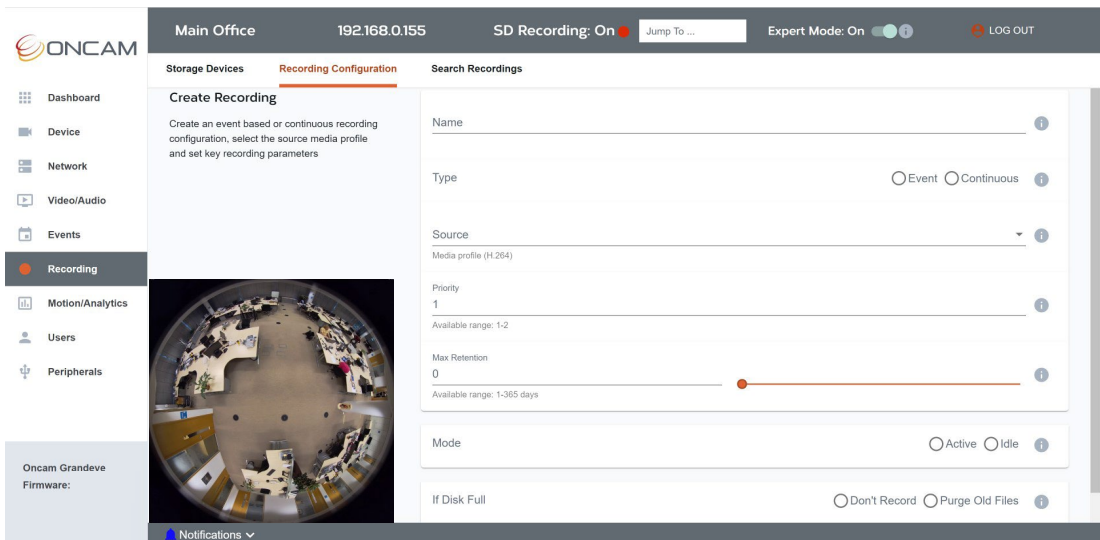 ONCAM
Main Office
192.168.0.155
SD Recording: On
Jump To ...
Expert Mode: On
LOG OUT
Storage Devices
Recording Configuration
Search Recordings
Dashboard
Device
Network
Video/Audio
Events
Recording
Motion/Analytics
Users
Peripherals
Oncam Grandeve
Firmware:
Create Recording
Create an event based or continuous recording
configuration, select the source media profile
and set key recording parameters
Name
Type
Event
Continuous
Source
Media profile (H.264)
Priority
1
Available range: 1-2
Max Retention
0
Available range: 1-365 days
Mode
Active
Idle
If Disk Full
Don't Record
Purge Old Files
Notifications